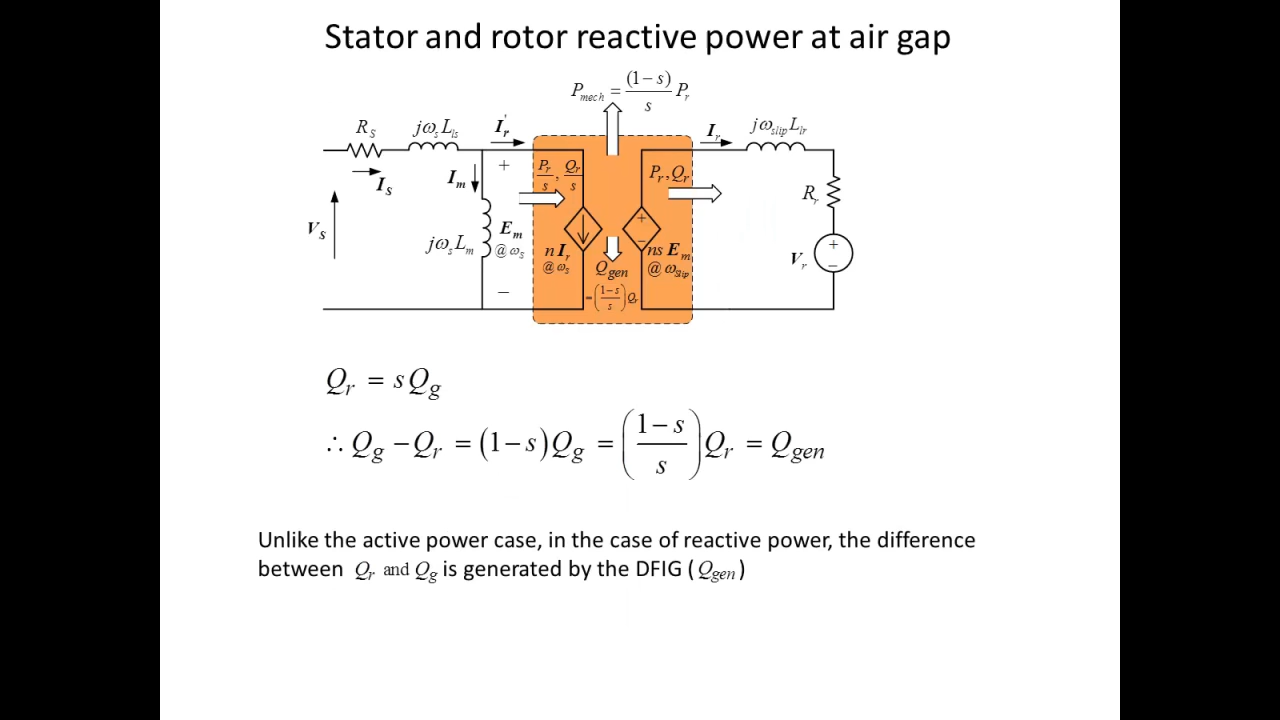 Stator and rotor reactive power at air gap
P_mech = (1−s)/s P_r
R_S jω_s L_ls I'_r I_r jω_slip L_lr
+ P_r/s , Q_r/s P_r , Q_r
I_S I_m R_r
V_s jω_s L_m E_m @ ω_s n I_r @ ω_s + − ns E_m @ ω_Slip V_r + −
Q_gen = (1−s/s) Q_r
−
Q_r = sQ_g
∴ Q_g − Q_r = (1−s)Q_g = (1−s/s) Q_r = Q_gen
Unlike the active power case, in the case of reactive power, the difference
between Q_r and Q_g is generated by the DFIG ( Q_gen )